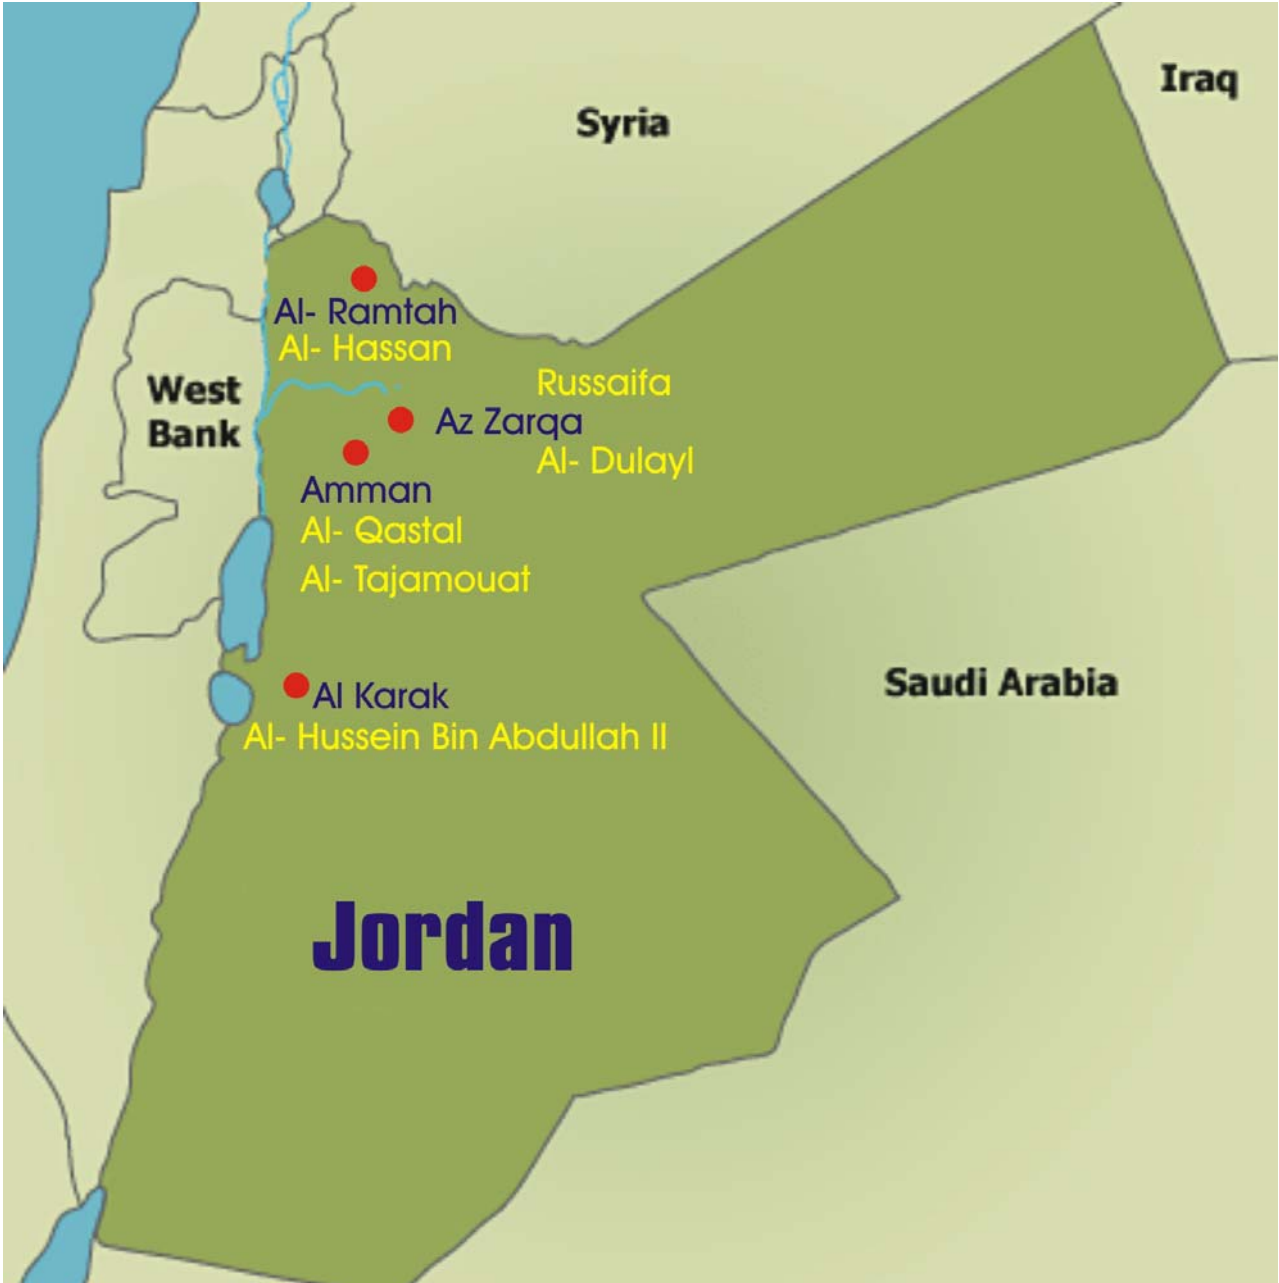 Iraq
Syria
Al- Ramtah
Al- Hassan
Russaifa
West
Bank
Az Zarqa
Al- Dulayl
Amman
Al- Qastal
Al- Tajamouat
Saudi Arabia
Al Karak
Al- Hussein Bin Abdullah II
Jordan